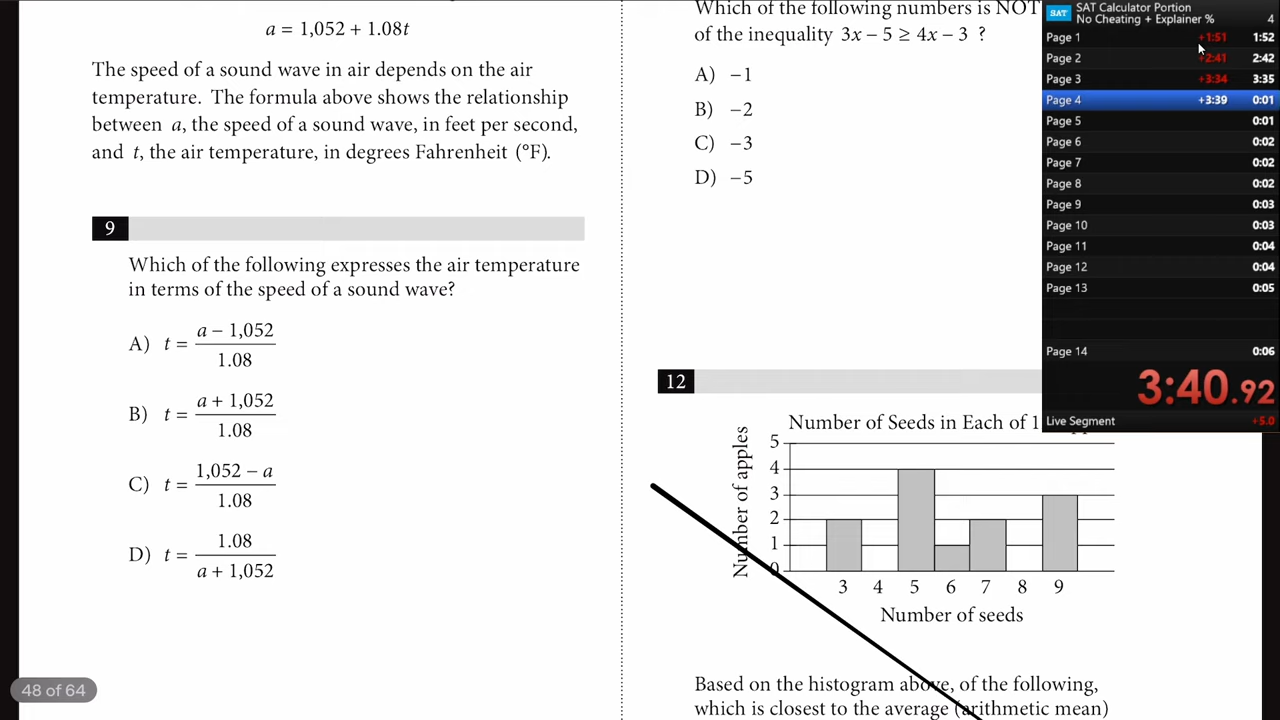 a = 1,052 + 1.08t
The speed of a sound wave in air depends on the air
temperature. The formula above shows the relationship
between a, the speed of a sound wave, in feet per second,
and t, the air temperature, in degrees Fahrenheit (°F).
9
Which of the following expresses the air temperature
in terms of the speed of a sound wave?
A) t = a − 1,052
1.08
B) t = a + 1,052
1.08
C) t = 1,052 − a
1.08
D) t = 1.08
a + 1,052
48 of 64
Which of the following numbers is NOT
of the inequality 3x − 5 ≥ 4x − 3 ?
A) −1
B) −2
C) −3
D) −5
12
Number of Seeds in Each of 1
Number of apples
5
4
3
2
1
0
3 4 5 6 7 8 9
Number of seeds
Based on the histogram above, of the following,
which is closest to the average (arithmetic mean)
SAT
SAT Calculator Portion
No Cheating + Explainer % 4
Page 1 +1:51 1:52
Page 2 +2:41 2:42
Page 3 +3:34 3:35
Page 4 +3:39 0:01
Page 5 0:01
Page 6 0:02
Page 7 0:02
Page 8 0:02
Page 9 0:03
Page 10 0:03
Page 11 0:04
Page 12 0:04
Page 13 0:05
Page 14 0:06
3:40.92
Live Segment +5.0